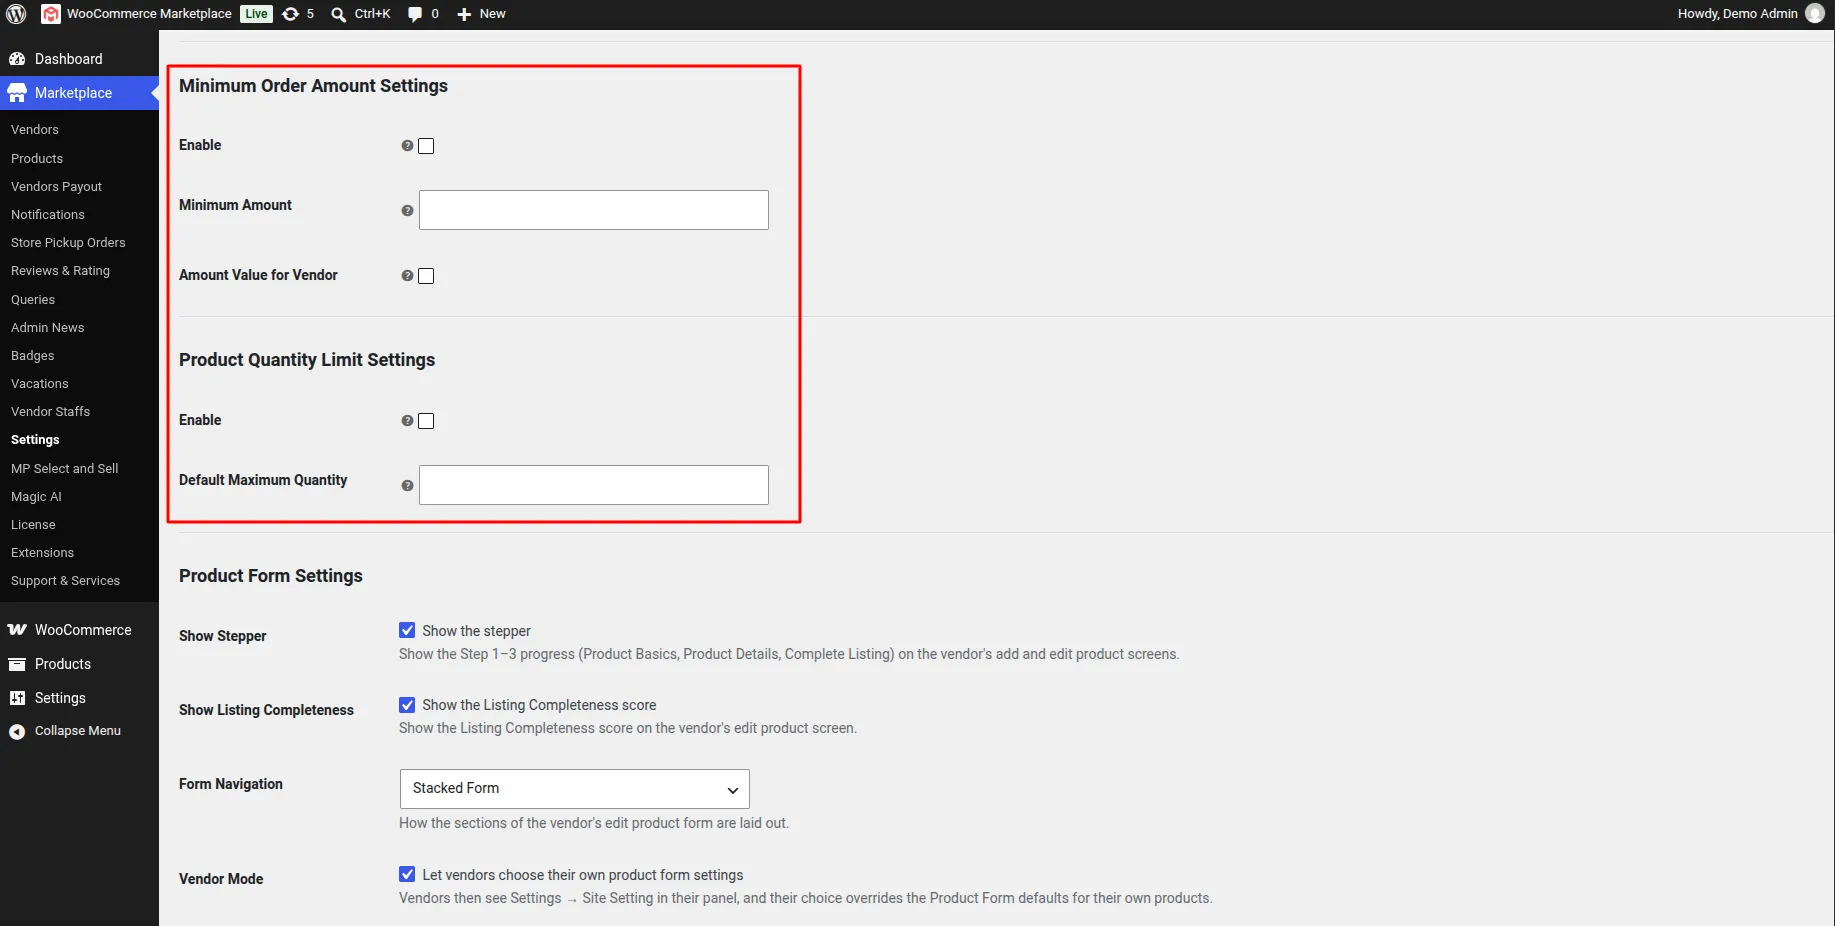 WooCommerce Marketplace Live 5 Ctrl+K 0 New Howdy, Demo Admin
Dashboard
Marketplace
Vendors
Products
Vendors Payout
Notifications
Store Pickup Orders
Reviews & Rating
Queries
Admin News
Badges
Vacations
Vendor Staffs
Settings
MP Select and Sell
Magic AI
License
Extensions
Support & Services
WooCommerce
Products
Settings
Collapse Menu
Minimum Order Amount Settings
Enable
Minimum Amount
Amount Value for Vendor
Product Quantity Limit Settings
Enable
Default Maximum Quantity
Product Form Settings
Show Stepper
Show the stepper
Show the Step 1–3 progress (Product Basics, Product Details, Complete Listing) on the vendor's add and edit product screens.
Show Listing Completeness
Show the Listing Completeness score
Show the Listing Completeness score on the vendor's edit product screen.
Form Navigation
Stacked Form
How the sections of the vendor's edit product form are laid out.
Vendor Mode
Let vendors choose their own product form settings
Vendors then see Settings → Site Setting in their panel, and their choice overrides the Product Form defaults for their own products.